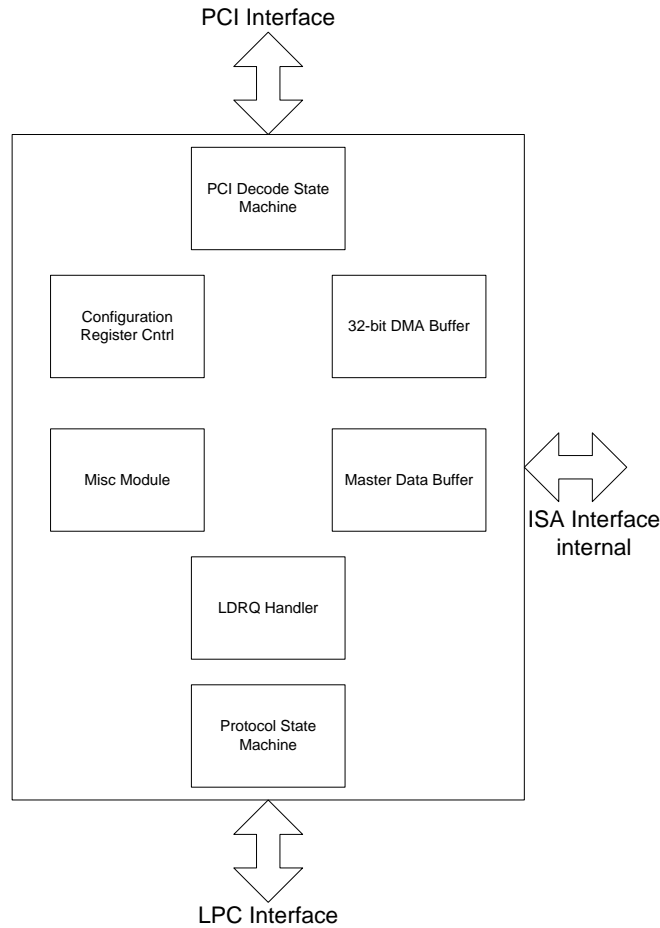 PCI Interface
PCI Decode State
Machine
Configuration
Register Cntrl
32-bit DMA Buffer
Misc Module
Master Data Buffer
ISA Interface
internal
LDRQ Handler
Protocol State
Machine
LPC Interface